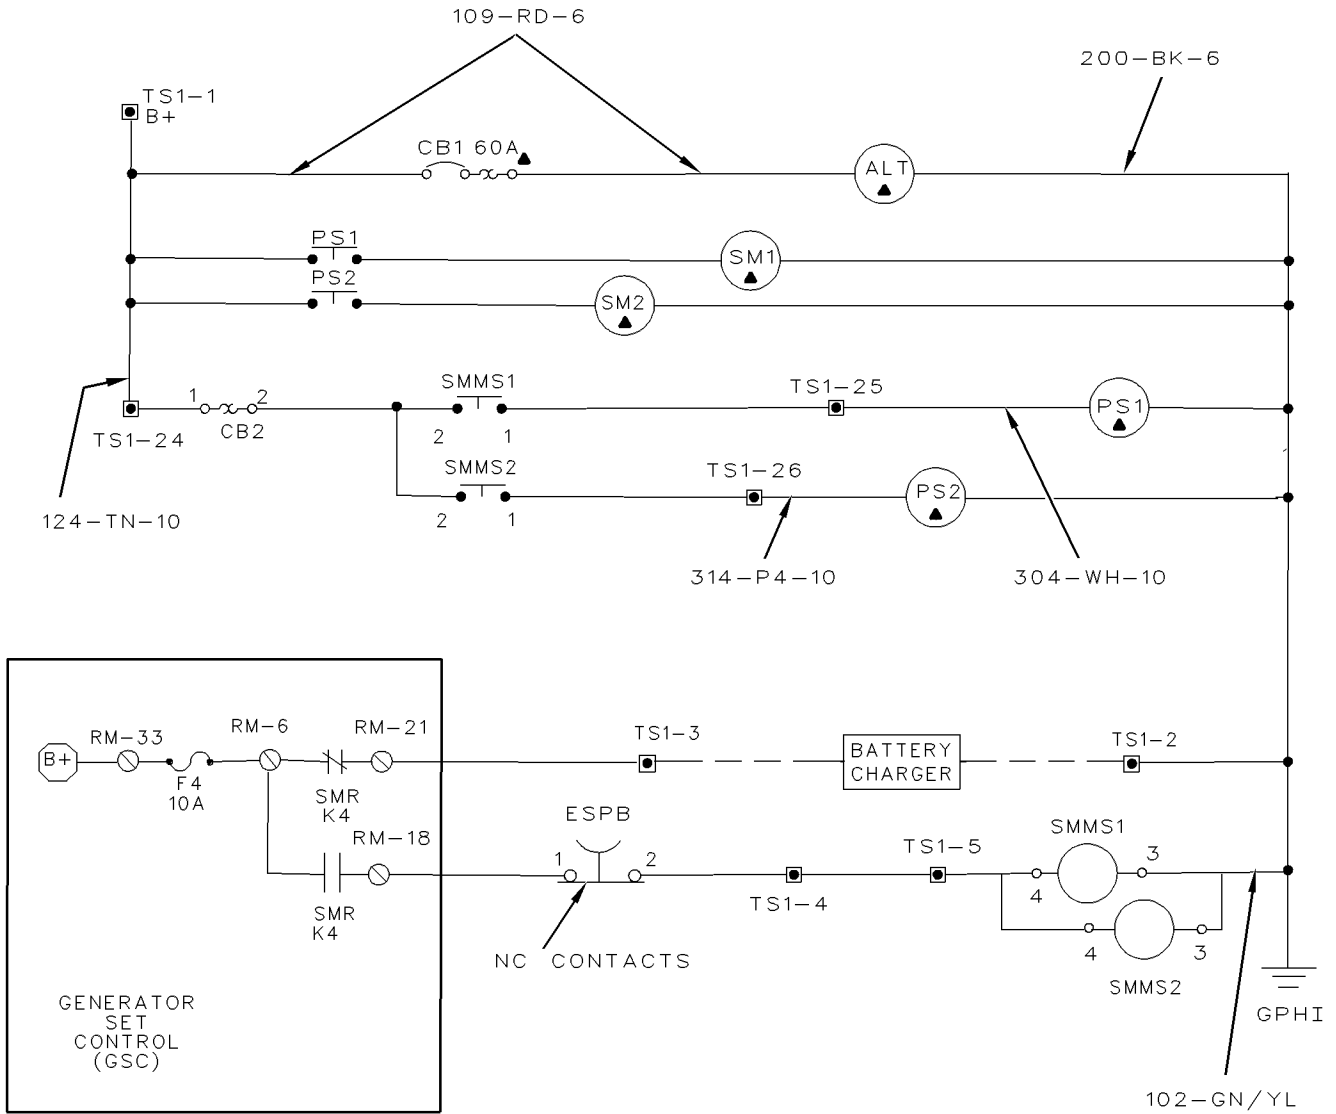 109-RD-6
200-BK-6
TS1-1
B+
CB1 60A
ALT
PS1
SM1
PS2
SM2
SMMS1
TS1-25
1
2
PS1
TS1-24
CB2
2
1
SMMS2
TS1-26
PS2
124-TN-10
2
1
314-P4-10
304-WH-10
RM-6
RM-21
TS1-3
TS1-2
RM-33
B+
BATTERY
CHARGER
F4
10A
SMR
K4
ESPB
SMMS1
RM-18
TS1-5
1
2
3
4
TS1-4
SMR
K4
NC CONTACTS
4
3
SMMS2
GENERATOR
SET
CONTROL
(GSC)
GPHI
102-GN/YL